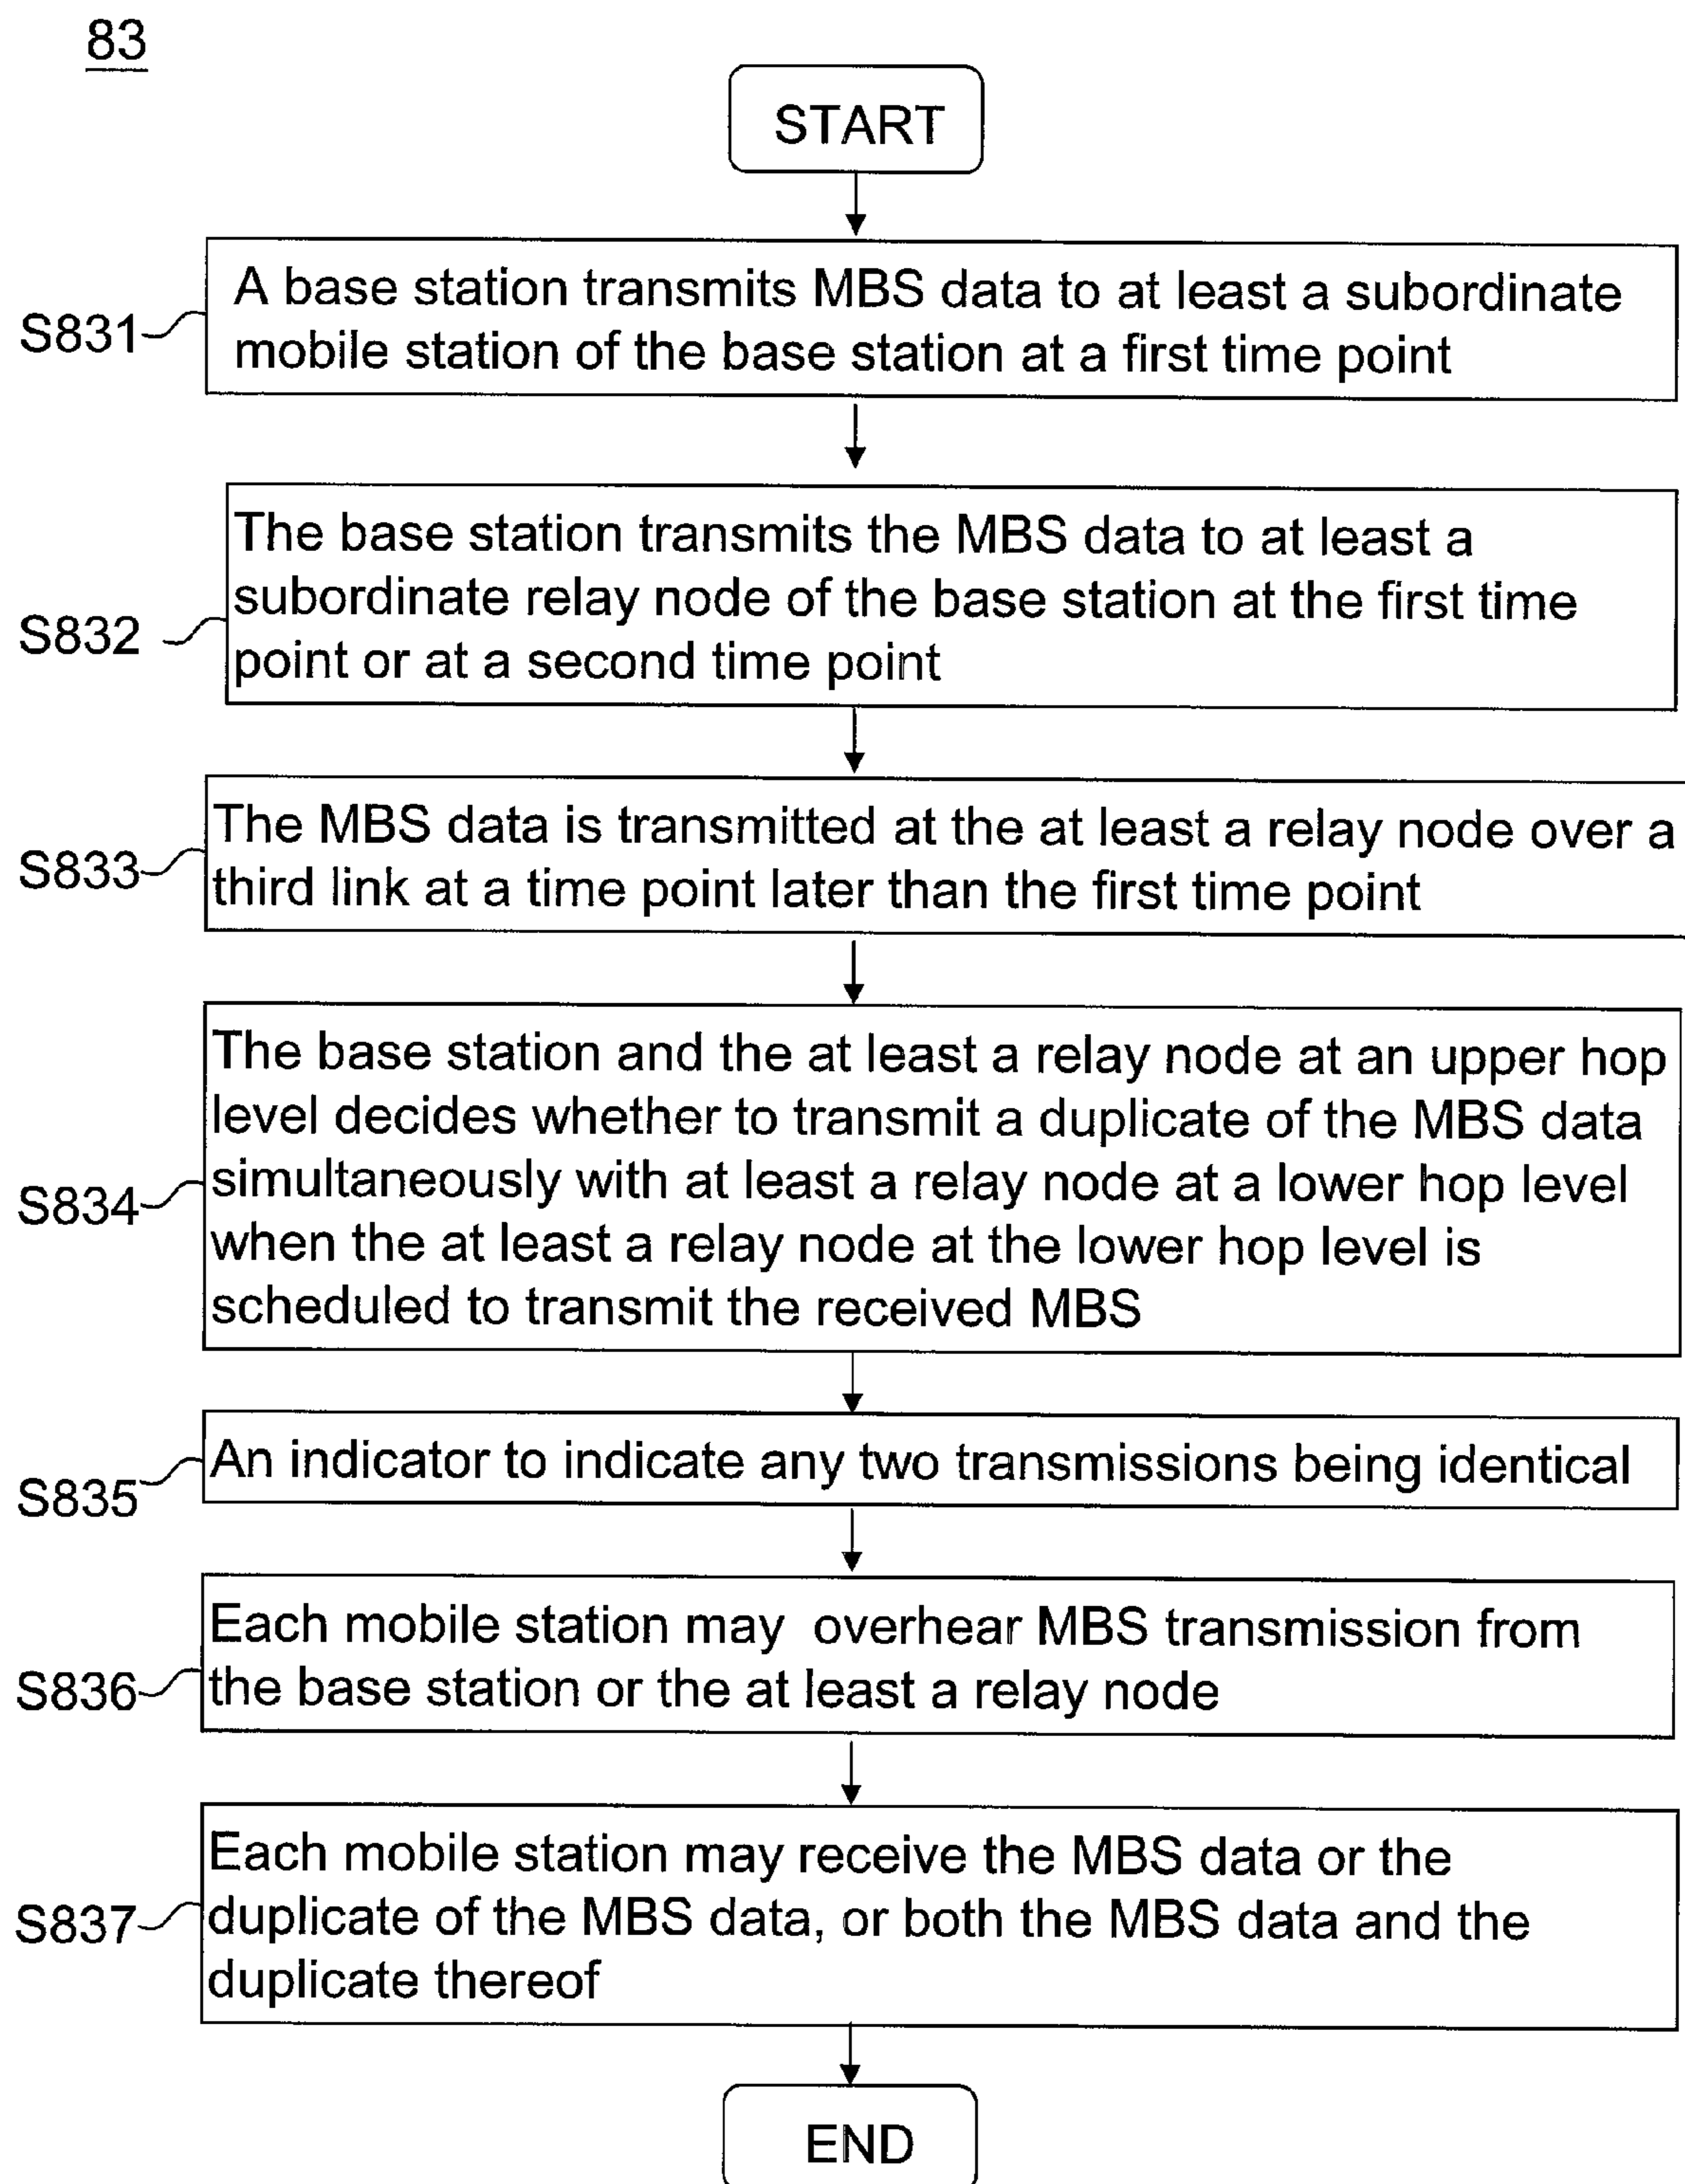 83
START
S831
A base station transmits MBS data to at least a subordinate
mobile station of the base station at a first time point
S832
The base station transmits the MBS data to at least a
subordinate relay node of the base station at the first time
point or at a second time point
S833
The MBS data is transmitted at the at least a relay node over a
third link at a time point later than the first time point
S834
The base station and the at least a relay node at an upper hop
level decides whether to transmit a duplicate of the MBS data
simultaneously with at least a relay node at a lower hop level
when the at least a relay node at the lower hop level is
scheduled to transmit the received MBS
S835
An indicator to indicate any two transmissions being identical
S836
Each mobile station may overhear MBS transmission from
the base station or the at least a relay node
S837
Each mobile station may receive the MBS data or the
duplicate of the MBS data, or both the MBS data and the
duplicate thereof
END